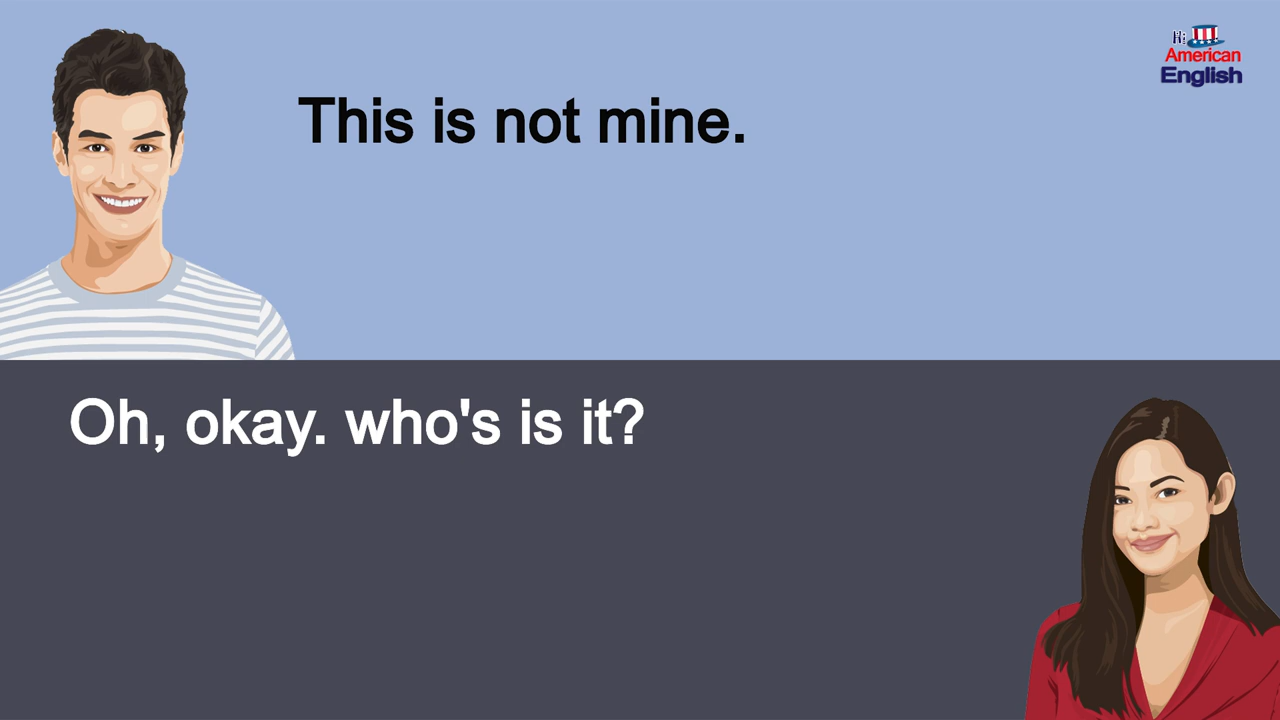 Hi
American
English
This is not mine.
Oh, okay. who's is it?